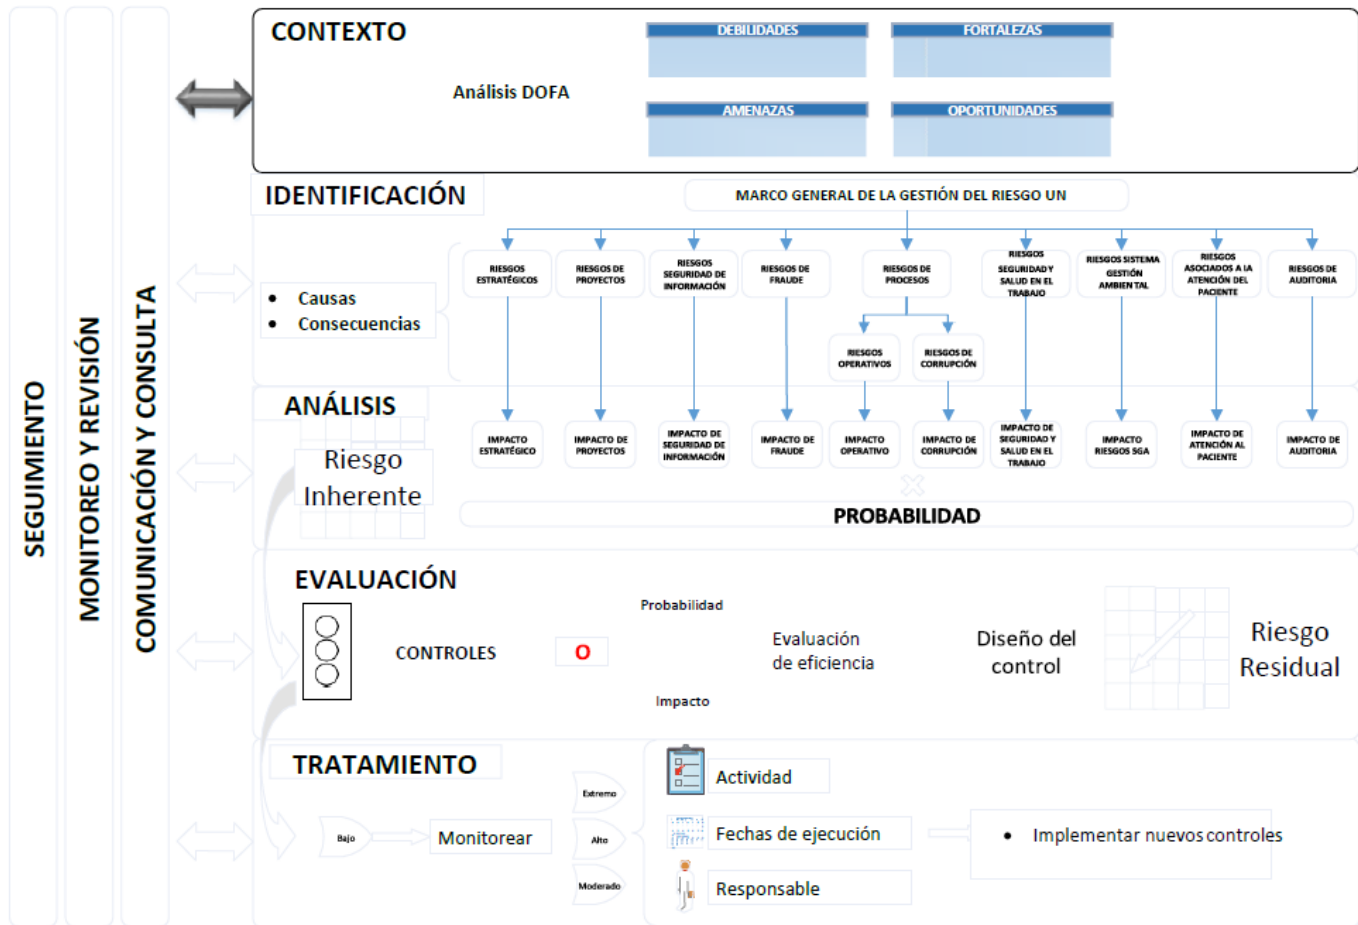 SEGUIMIENTO
MONITOREO Y REVISIÓN
COMUNICACIÓN Y CONSULTA
CONTEXTO
Análisis DOFA
DEBILIDADES
FORTALEZAS
AMENAZAS
OPORTUNIDADES
IDENTIFICACIÓN
MARCO GENERAL DE LA GESTIÓN DEL RIESGO UN
• Causas
• Consecuencias
RIESGOS
ESTRATÉGICOS
RIESGOS DE
PROYECTOS
RIESGOS
SEGURIDAD DE
INFORMACIÓN
RIESGOS DE
FRAUDE
RIESGOS DE
PROCESOS
RIESGOS
SEGURIDAD Y
SALUD EN EL
TRABAJO
RIESGOS SISTEMA
GESTIÓN
AMBIENTAL
RIESGOS
ASOCIADOS A LA
ATENCIÓN DEL
PACIENTE
RIESGOS DE
AUDITORIA
RIESGOS
OPERATIVOS
RIESGOS DE
CORRUPCIÓN
ANÁLISIS
Riesgo
Inherente
IMPACTO
ESTRATÉGICO
IMPACTO DE
PROYECTOS
IMPACTO DE
SEGURIDAD DE
INFORMACIÓN
IMPACTO DE
FRAUDE
IMPACTO
OPERATIVO
IMPACTO DE
CORRUPCIÓN
IMPACTO DE
SEGURIDAD Y
SALUD EN EL
TRABAJO
IMPACTO
RIESGOS SGA
IMPACTO DE
ATENCIÓN AL
PACIENTE
IMPACTO DE
AUDITORIA
PROBABILIDAD
EVALUACIÓN
CONTROLES
O
Probabilidad
Impacto
Evaluación
de eficiencia
Diseño del
control
Riesgo
Residual
TRATAMIENTO
Bajo
Monitorear
Extremo
Alto
Moderado
Actividad
Fechas de ejecución
Responsable
• Implementar nuevos controles